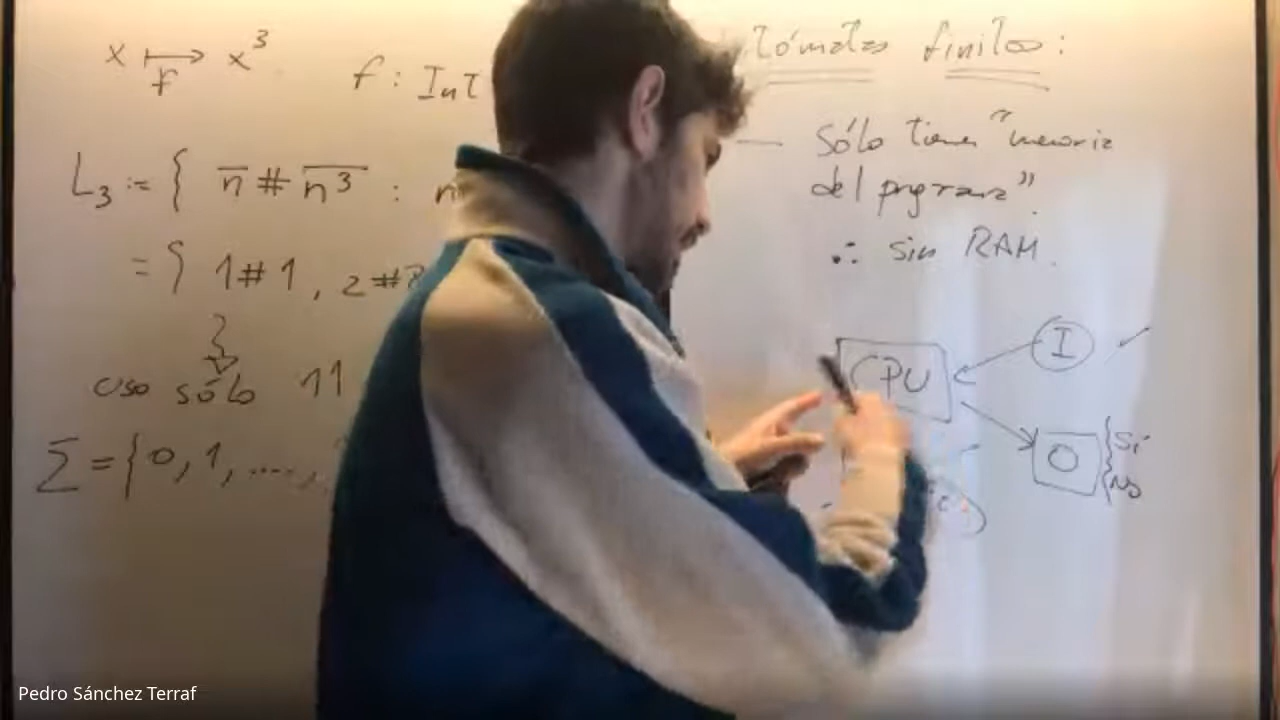 x ↦ x³
F
f : Int
L₃ := { n̅ # n̅³ : n
= { 1#1, 2#8
uso sólo 11
Σ = {0, 1, ....,
finitos:
— Sólo tiene "memoria
del programa"
∴ sin RAM.
CPU
I
O { Si
No
Pedro Sánchez Terraf